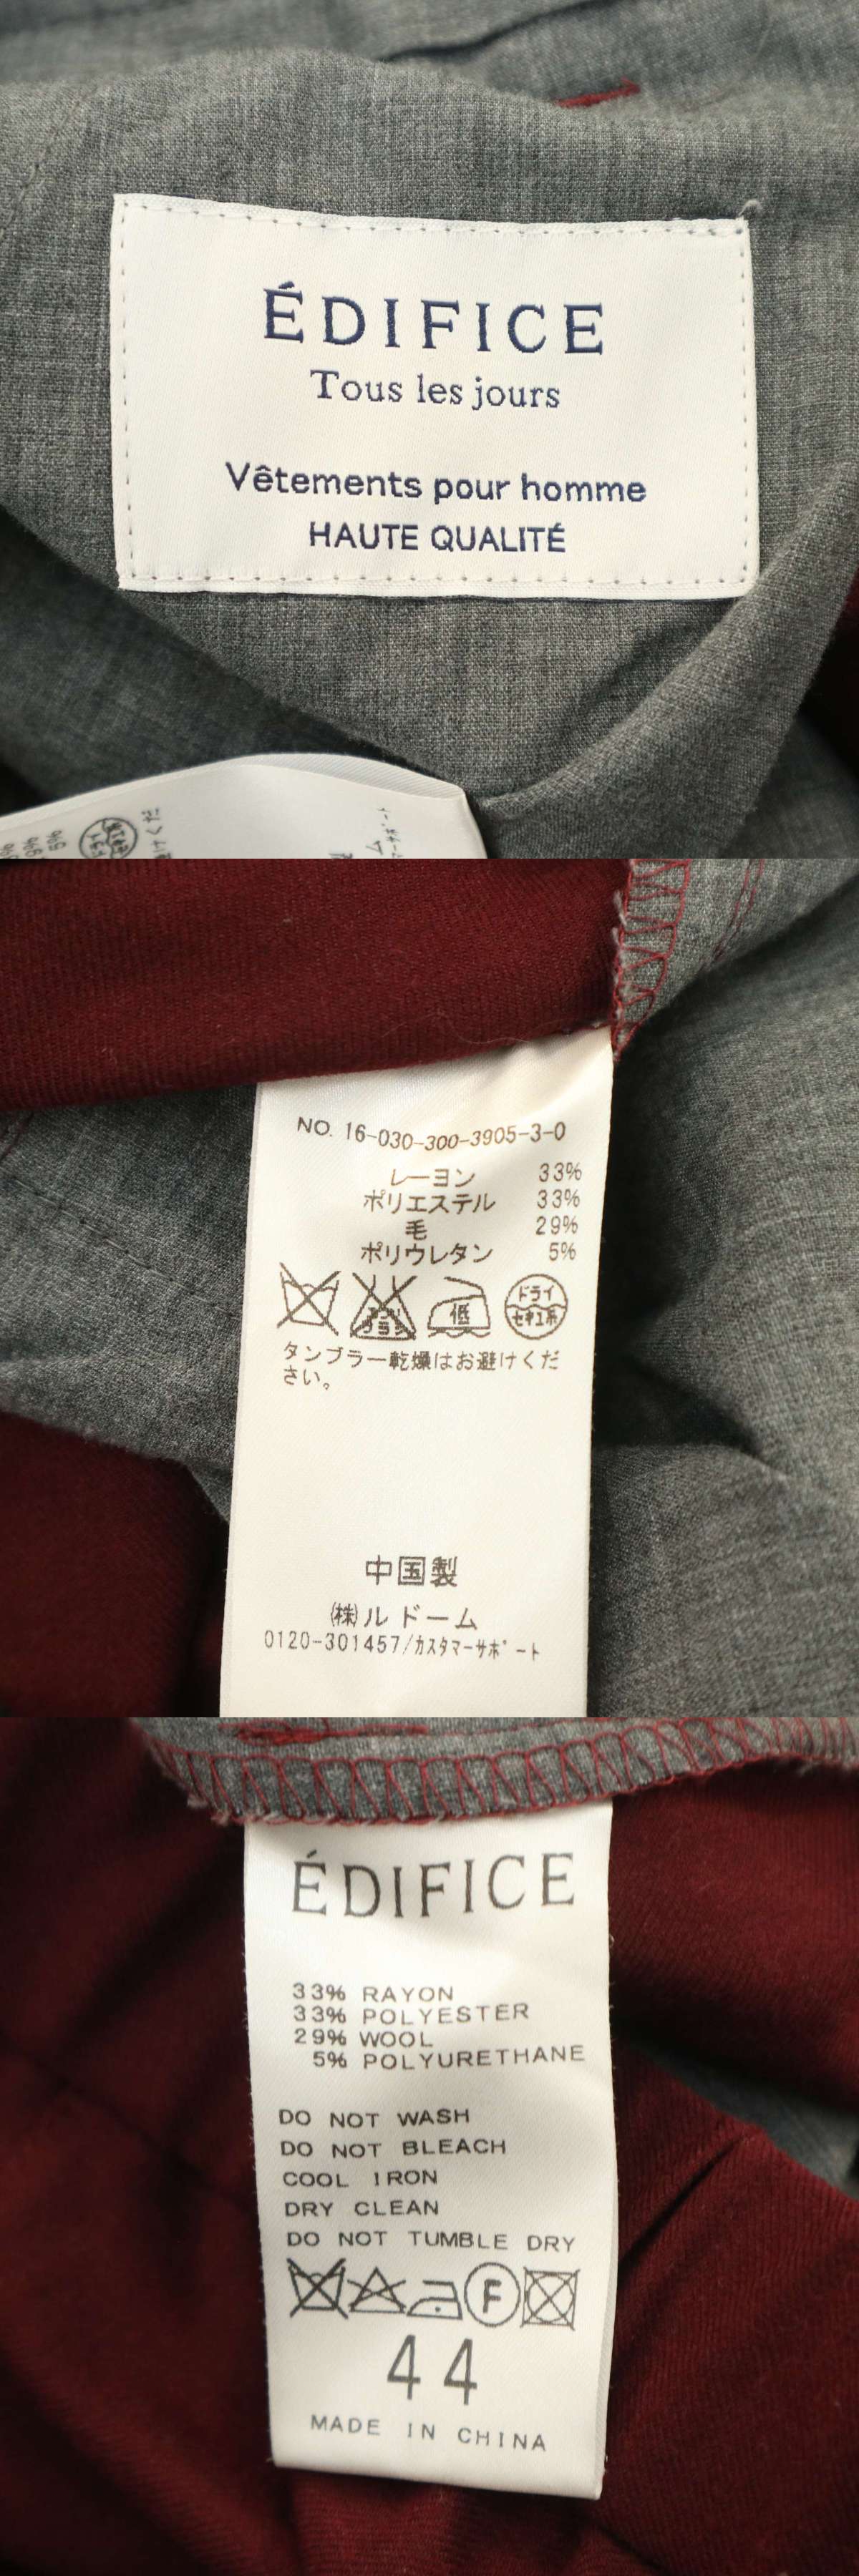 ÉDIFICE
Tous les jours
Vêtements pour homme
HAUTE QUALITÉ
NO. 16-030-300-3905-3-0
レーヨン 33%
ポリエステル 33%
毛 29%
ポリウレタン 5%
低 ドライ
セキユ系
タンブラー乾燥はお避けくだ
さい。
中国製
㈱ルドーム
0120-301457/カスタマーサポート
ÉDIFICE
33% RAYON
33% POLYESTER
29% WOOL
5% POLYURETHANE
DO NOT WASH
DO NOT BLEACH
COOL IRON
DRY CLEAN
DO NOT TUMBLE DRY
F
44
MADE IN CHINA